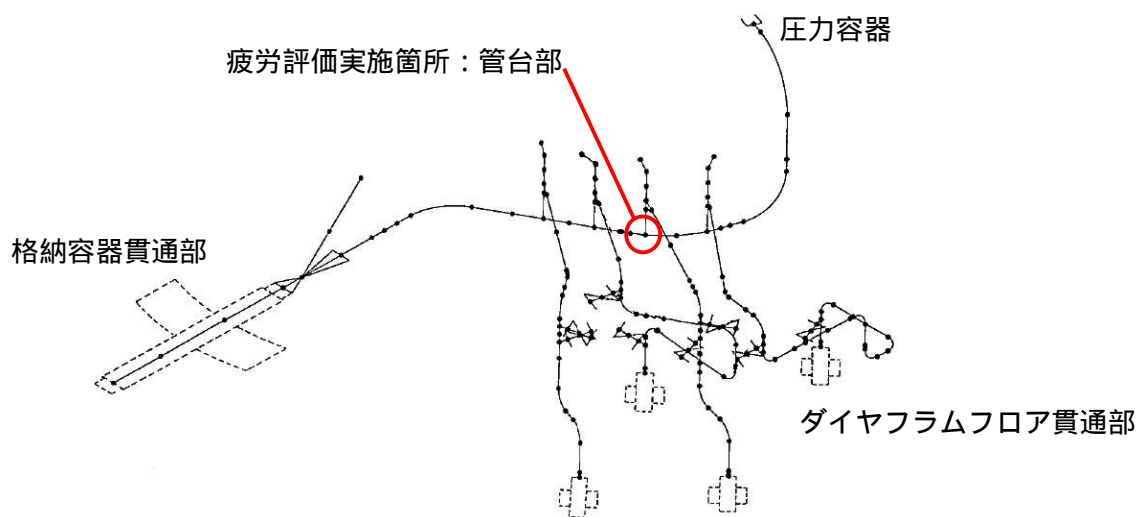 圧力容器
疲労評価実施箇所：管台部
格納容器貫通部
ダイヤフラムフロア貫通部